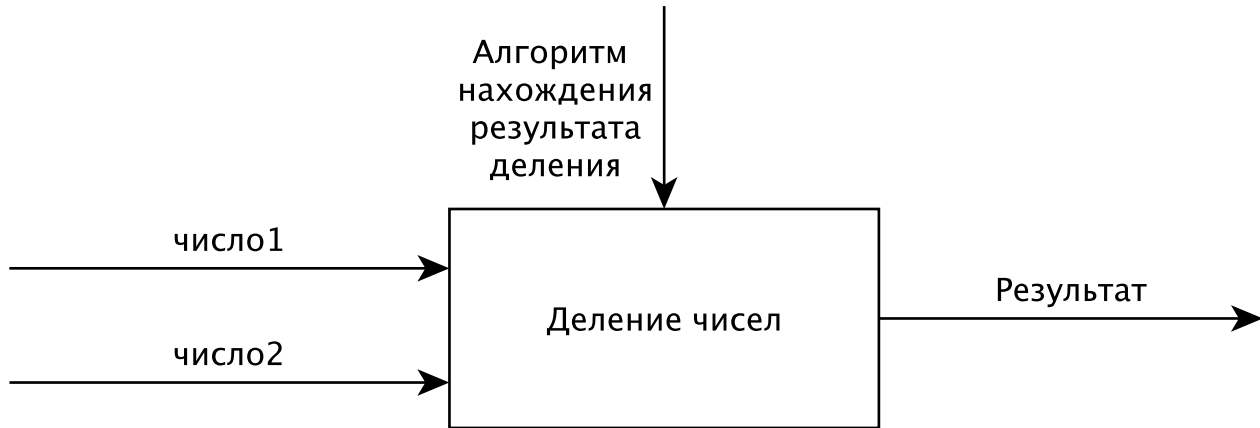 Алгоритм
нахождения
результата
деления
число1
число2
Деление чисел
Результат